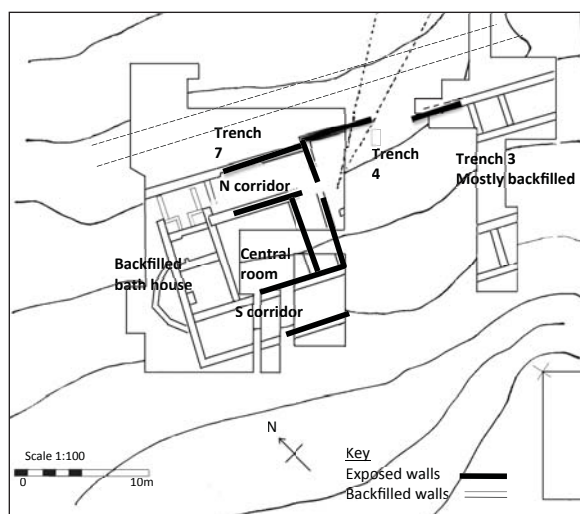 Trench
7
Trench
4
Trench 3
Mostly backfilled
N corridor
Backfilled
bath house
Central
room
S corridor
N
Scale 1:100
0 10m
Key
Exposed walls
Backfilled walls